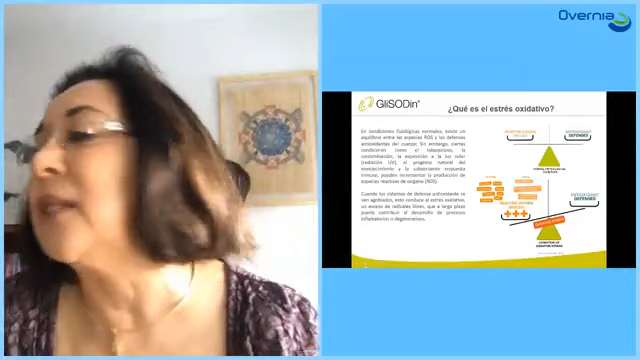 Overnia
GliSODin®
¿Qué es el estrés oxidativo?
En condiciones fisiológicas normales, existe un
equilibrio entre las especies ROS y las defensas
antioxidantes del cuerpo. Sin embargo, ciertas
condiciones como el tabaquismo, la
contaminación, la exposición a la luz solar
(radiación UV), el progreso natural del
envejecimiento y la subsecuente respuesta
inmune, pueden incrementar la producción de
especies reactivas de oxígeno (ROS).
Cuando los sistemas de defensa antioxidante se
ven agotados, esto conduce al estrés oxidativo,
un exceso de radicales libres, que a largo plazo
puede contribuir al desarrollo de procesos
inflamatorios o degenerativos.
ANTIOXIDANT
DEFENSES
ANTIOXIDANT
DEFENSES
+++